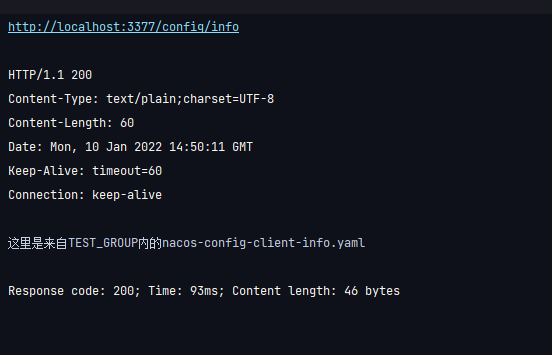 http://localhost:3377/config/info
HTTP/1.1 200
Content-Type: text/plain;charset=UTF-8
Content-Length: 60
Date: Mon, 10 Jan 2022 14:50:11 GMT
Keep-Alive: timeout=60
Connection: keep-alive
这里是来自TEST_GROUP内的nacos-config-client-info.yaml
Response code: 200; Time: 93ms; Content length: 46 bytes